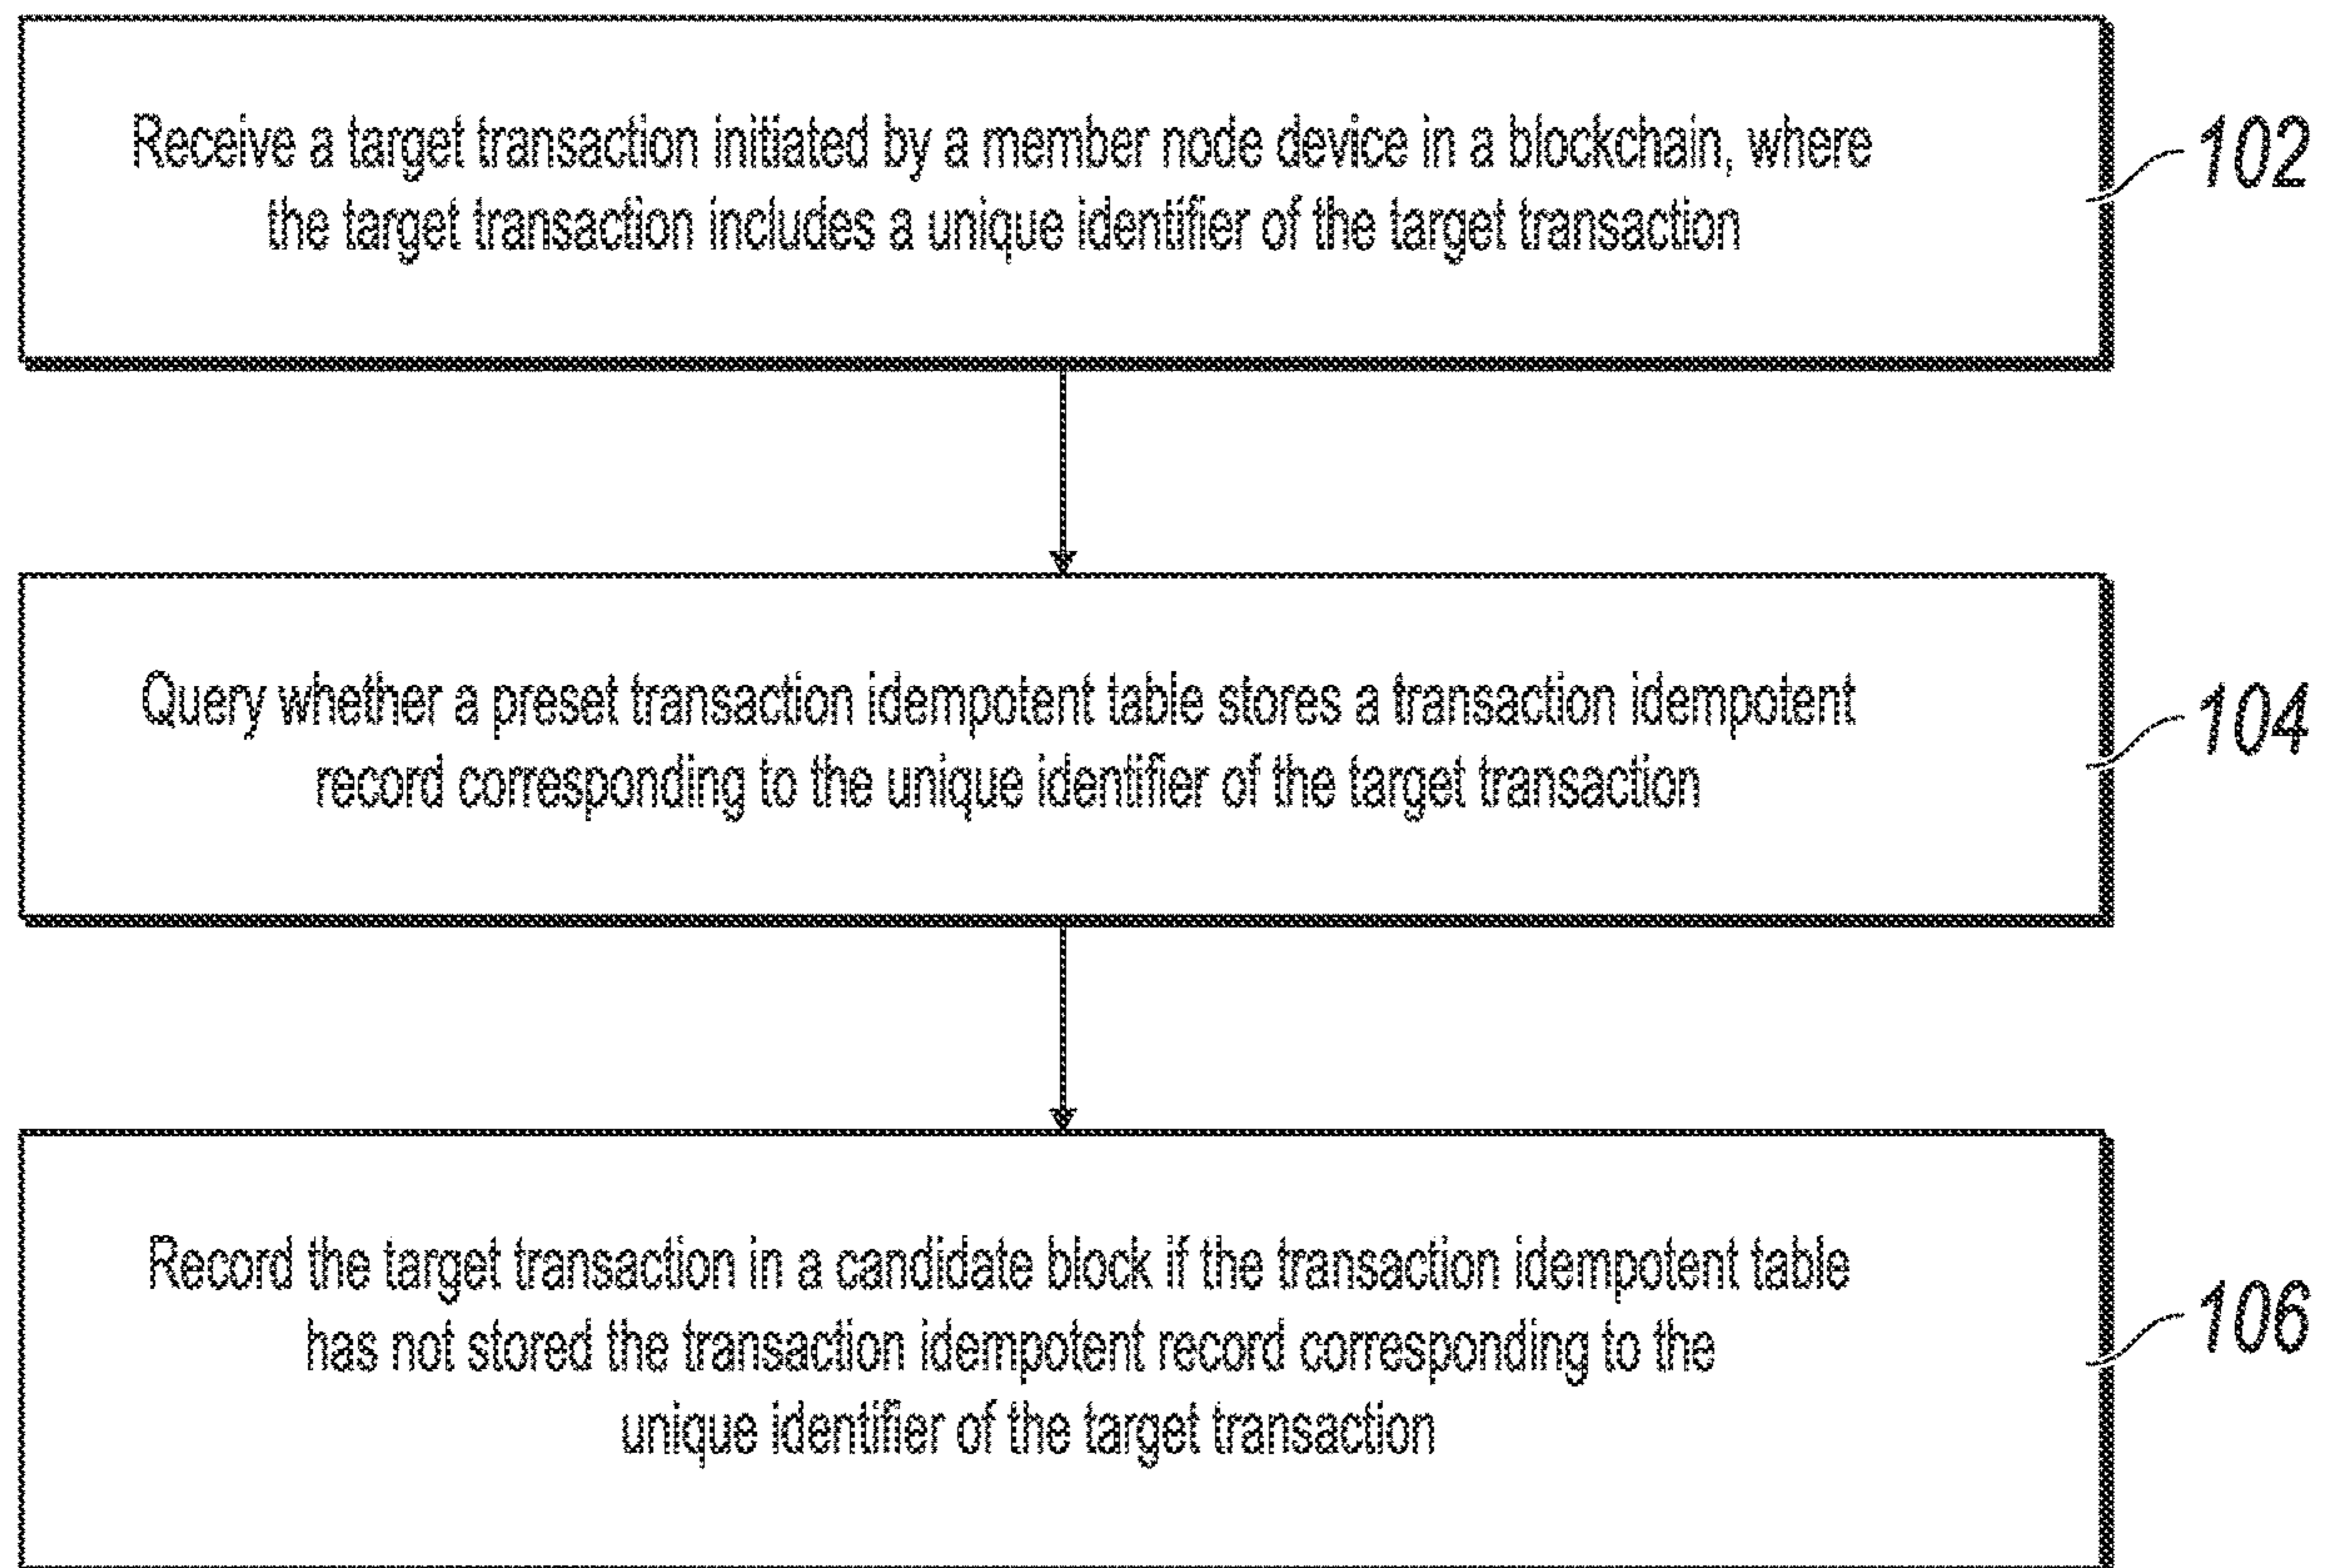 Receive a target transaction initiated by a member node device in a blockchain, where
the target transaction includes a unique identifier of the target transaction
102
Query whether a preset transaction idempotent table stores a transaction idempotent
record corresponding to the unique identifier of the target transaction
104
Record the target transaction in a candidate block if the transaction idempotent table
has not stored the transaction idempotent record corresponding to the
unique identifier of the target transaction
106